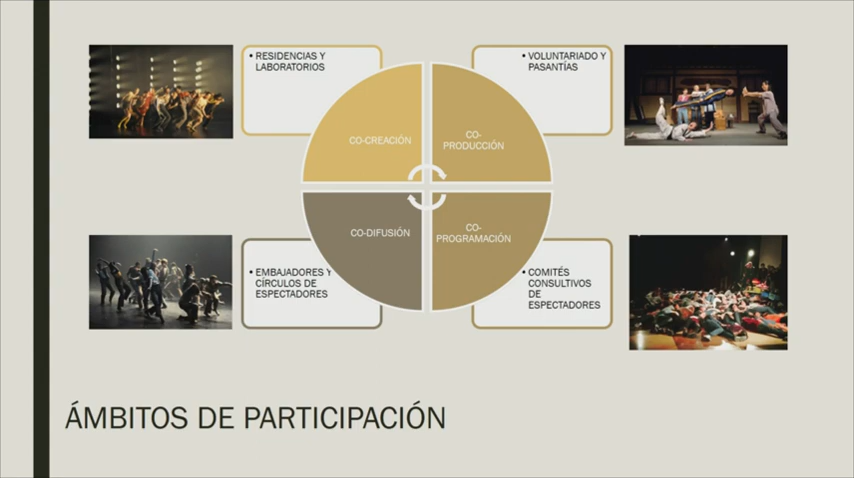 • RESIDENCIAS Y
LABORATORIOS
• VOLUNTARIADO Y
PASANTÍAS
CO-CREACIÓN
CO-
PRODUCCIÓN
CO-DIFUSIÓN
CO-
PROGRAMACIÓN
• EMBAJADORES Y
CÍRCULOS DE
ESPECTADORES
• COMITÉS
CONSULTIVOS
DE
ESPECTADORES
ÁMBITOS DE PARTICIPACIÓN